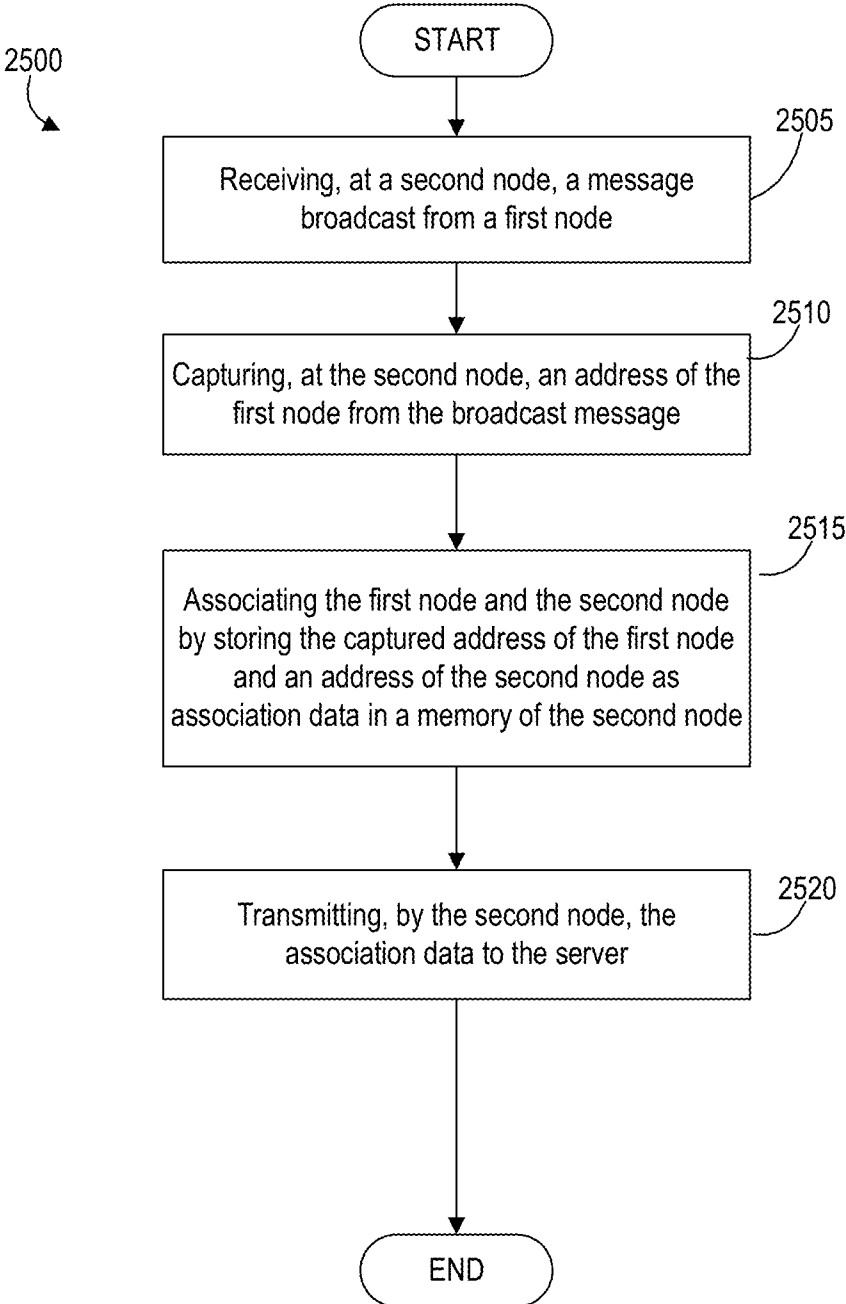 START
2500
2505
Receiving, at a second node, a message
broadcast from a first node
2510
Capturing, at the second node, an address of the
first node from the broadcast message
2515
Associating the first node and the second node
by storing the captured address of the first node
and an address of the second node as
association data in a memory of the second node
2520
Transmitting, by the second node, the
association data to the server
END